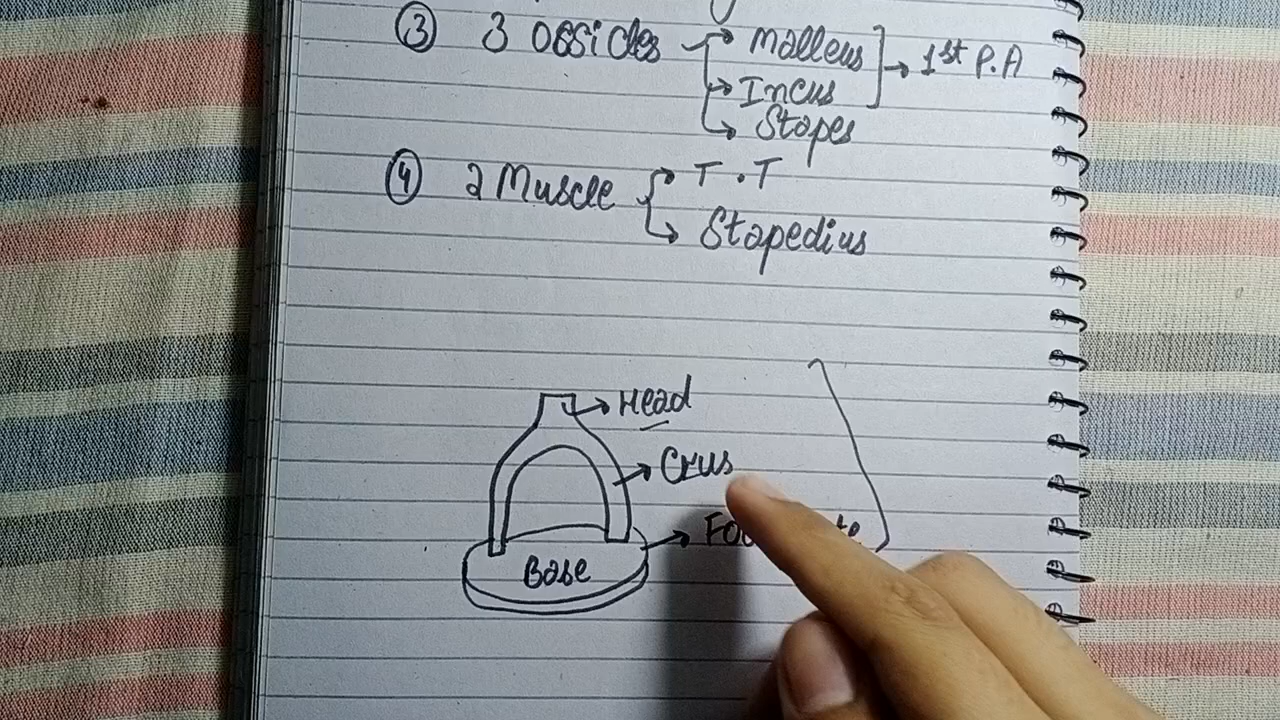 ③ 3 ossicles → Malleus ] → 1st P.A
→ Incus
→ Stapes
④ 2 Muscle → T.T
→ Stapedius
→ Head
→ Crus
Base